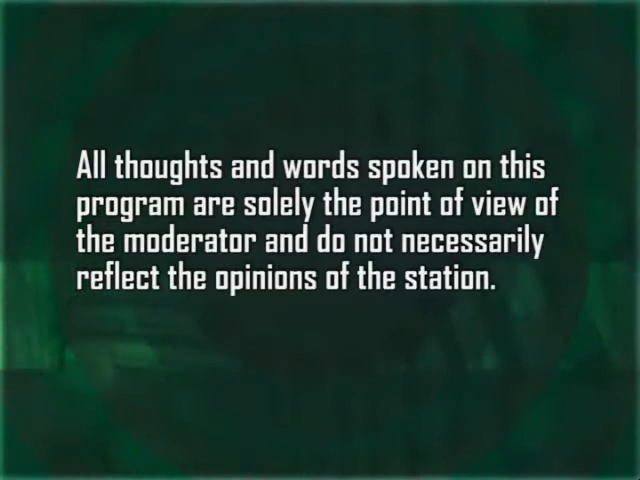 All thoughts and words spoken on this
program are solely the point of view of
the moderator and do not necessarily
reflect the opinions of the station.